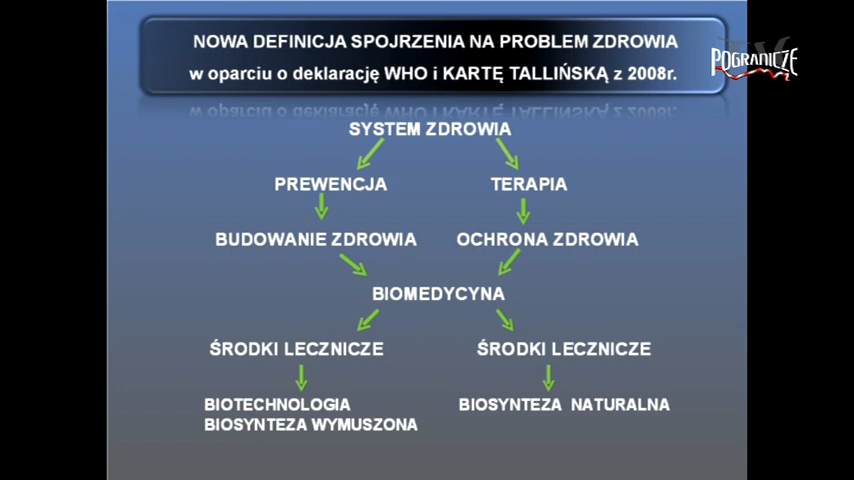 NOWA DEFINICJA SPOJRZENIA NA PROBLEM ZDROWIA
w oparciu o deklarację WHO i KARTĘ TALLIŃSKĄ z 2008r.
TV
POGRANICZE
SYSTEM ZDROWIA
PREWENCJA TERAPIA
BUDOWANIE ZDROWIA OCHRONA ZDROWIA
BIOMEDYCYNA
ŚRODKI LECZNICZE ŚRODKI LECZNICZE
BIOTECHNOLOGIA BIOSYNTEZA NATURALNA
BIOSYNTEZA WYMUSZONA